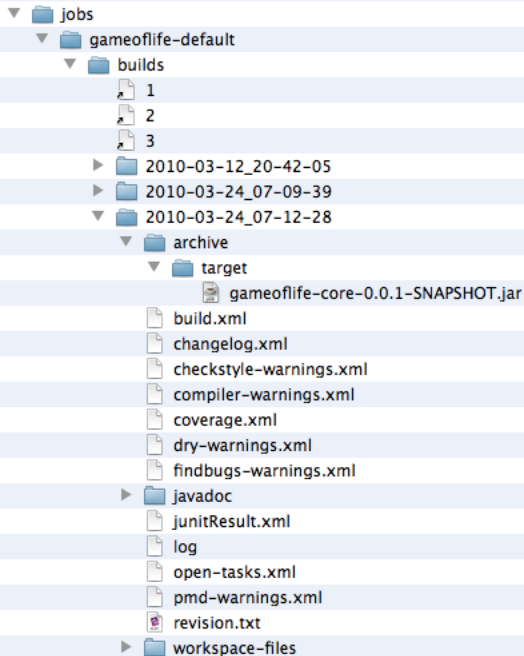 jobs
gameoflife-default
builds
1
2
3
2010-03-12_20-42-05
2010-03-24_07-09-39
2010-03-24_07-12-28
archive
target
gameoflife-core-0.0.1-SNAPSHOT.jar
build.xml
changelog.xml
checkstyle-warnings.xml
compiler-warnings.xml
coverage.xml
dry-warnings.xml
findbugs-warnings.xml
javadoc
junitResult.xml
log
open-tasks.xml
pmd-warnings.xml
revision.txt
workspace-files